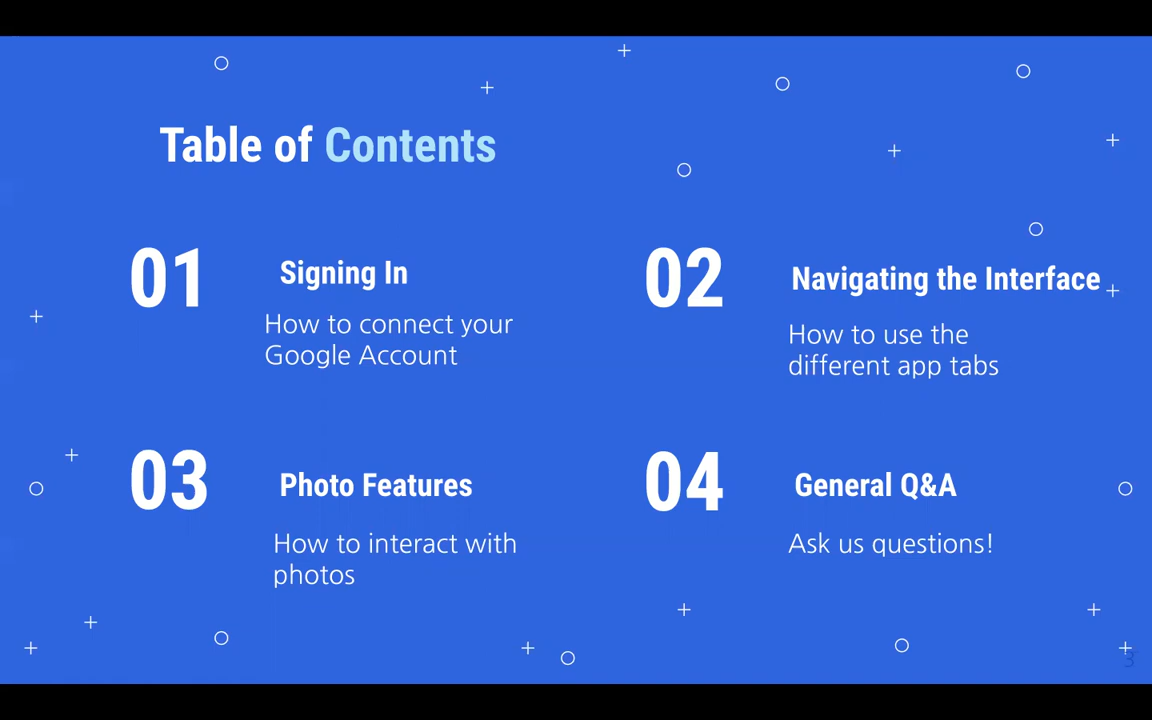 Table of Contents
01
Signing In
How to connect your
Google Account
02
Navigating the Interface
How to use the
different app tabs
03
Photo Features
How to interact with
photos
04
General Q&A
Ask us questions!
3